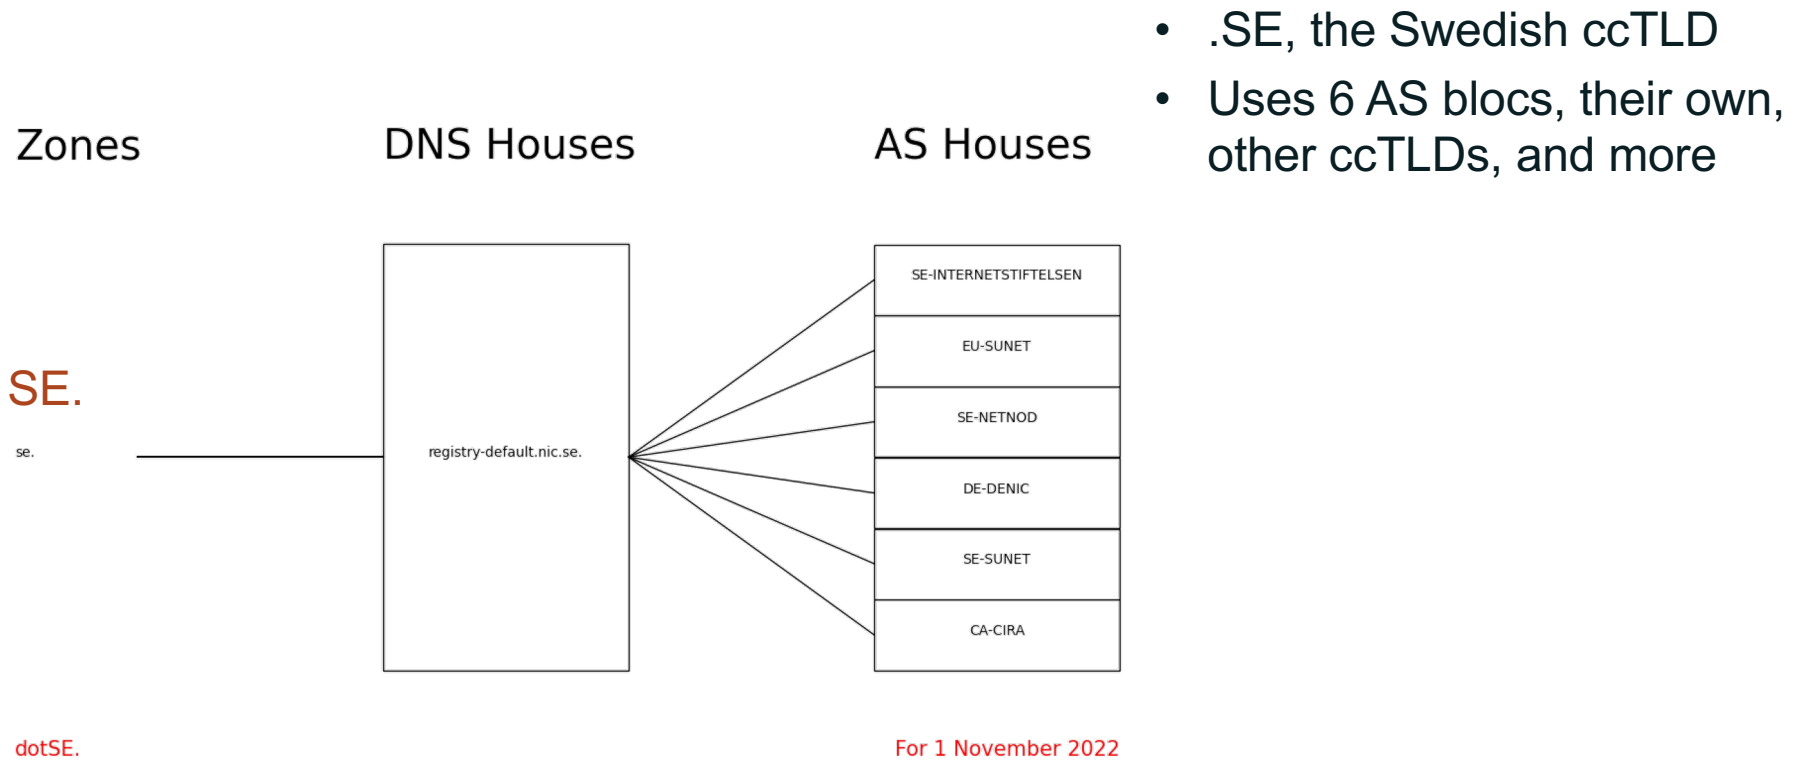 • .SE, the Swedish ccTLD
• Uses 6 AS blocs, their own,
other ccTLDs, and more
Zones
DNS Houses
AS Houses
SE.
se.
registry-default.nic.se.
SE-INTERNETSTIFTELSEN
EU-SUNET
SE-NETNOD
DE-DENIC
SE-SUNET
CA-CIRA
dotSE.
For 1 November 2022